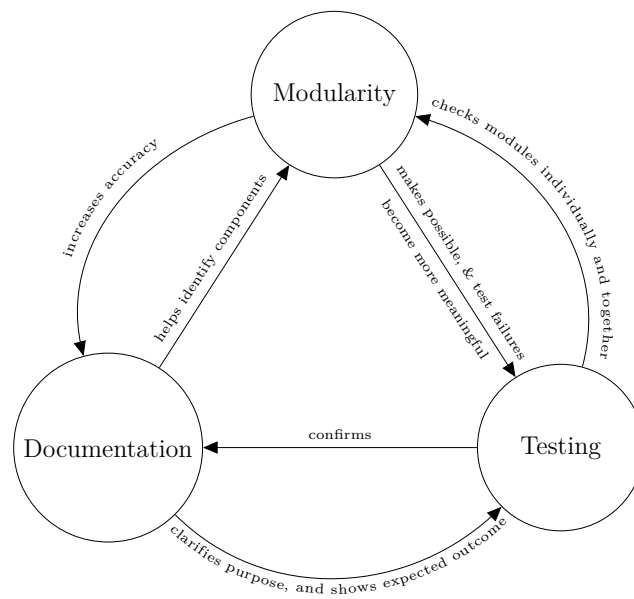 Modularity
checks modules individually and together
increases accuracy
helps identify components
makes possible, & test failures
become more meaningful
Documentation
confirms
Testing
clarifies purpose, and shows expected outcome